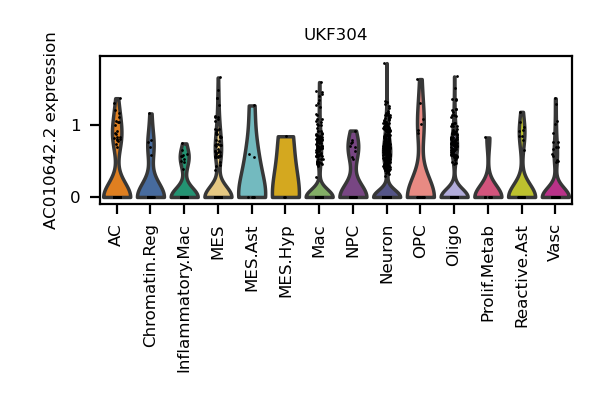 UKF304
AC010642.2 expression
1
0
AC
Chromatin.Reg
Inflammatory.Mac
MES
MES.Ast
MES.Hyp
Mac
NPC
Neuron
OPC
Oligo
Prolif.Metab
Reactive.Ast
Vasc